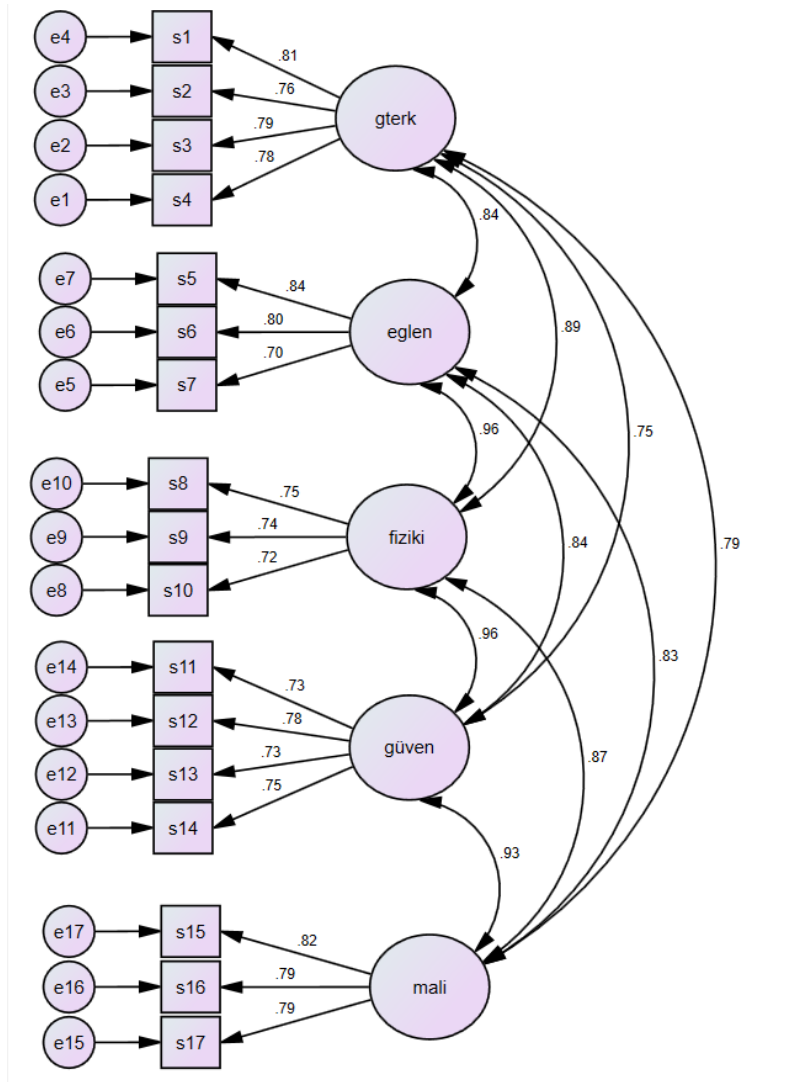 e4 s1
.81
e3 s2 .76 gterk
e2 s3 .79
.78
e1 s4
.84
e7 s5
.84
e6 s6 .80 eglen .89
e5 s7 .70
.96 .75
e10 s8 .75
e9 s9 .74 fiziki .84 .79
e8 s10 .72
.96
e14 s11 .73 .83
e13 s12 .78
güven .87
e12 s13 .73
.75
e11 s14
.93
e17 s15 .82
e16 s16 .79 mali
e15 s17 .79